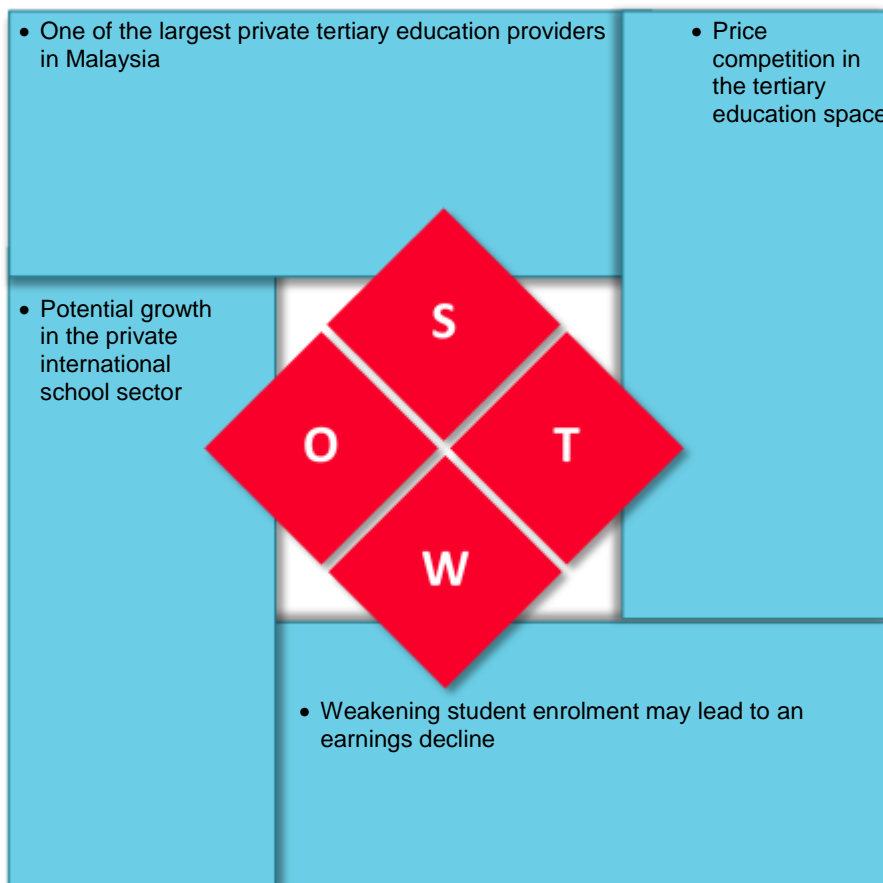 • One of the largest private tertiary education providers
in Malaysia
• Price
competition in
the tertiary
education space
• Potential growth
in the private
international
school sector
S
O
T
W
• Weakening student enrolment may lead to an
earnings decline